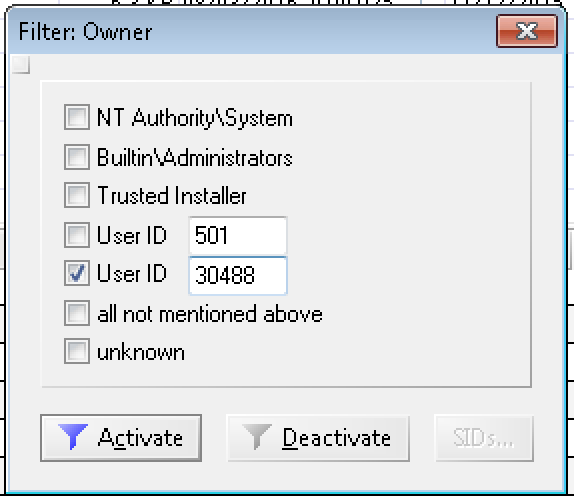 Filter: Owner
NT Authority\System
Builtin\Administrators
Trusted Installer
User ID 501
User ID 30488
all not mentioned above
unknown
Activate Deactivate SIDs...